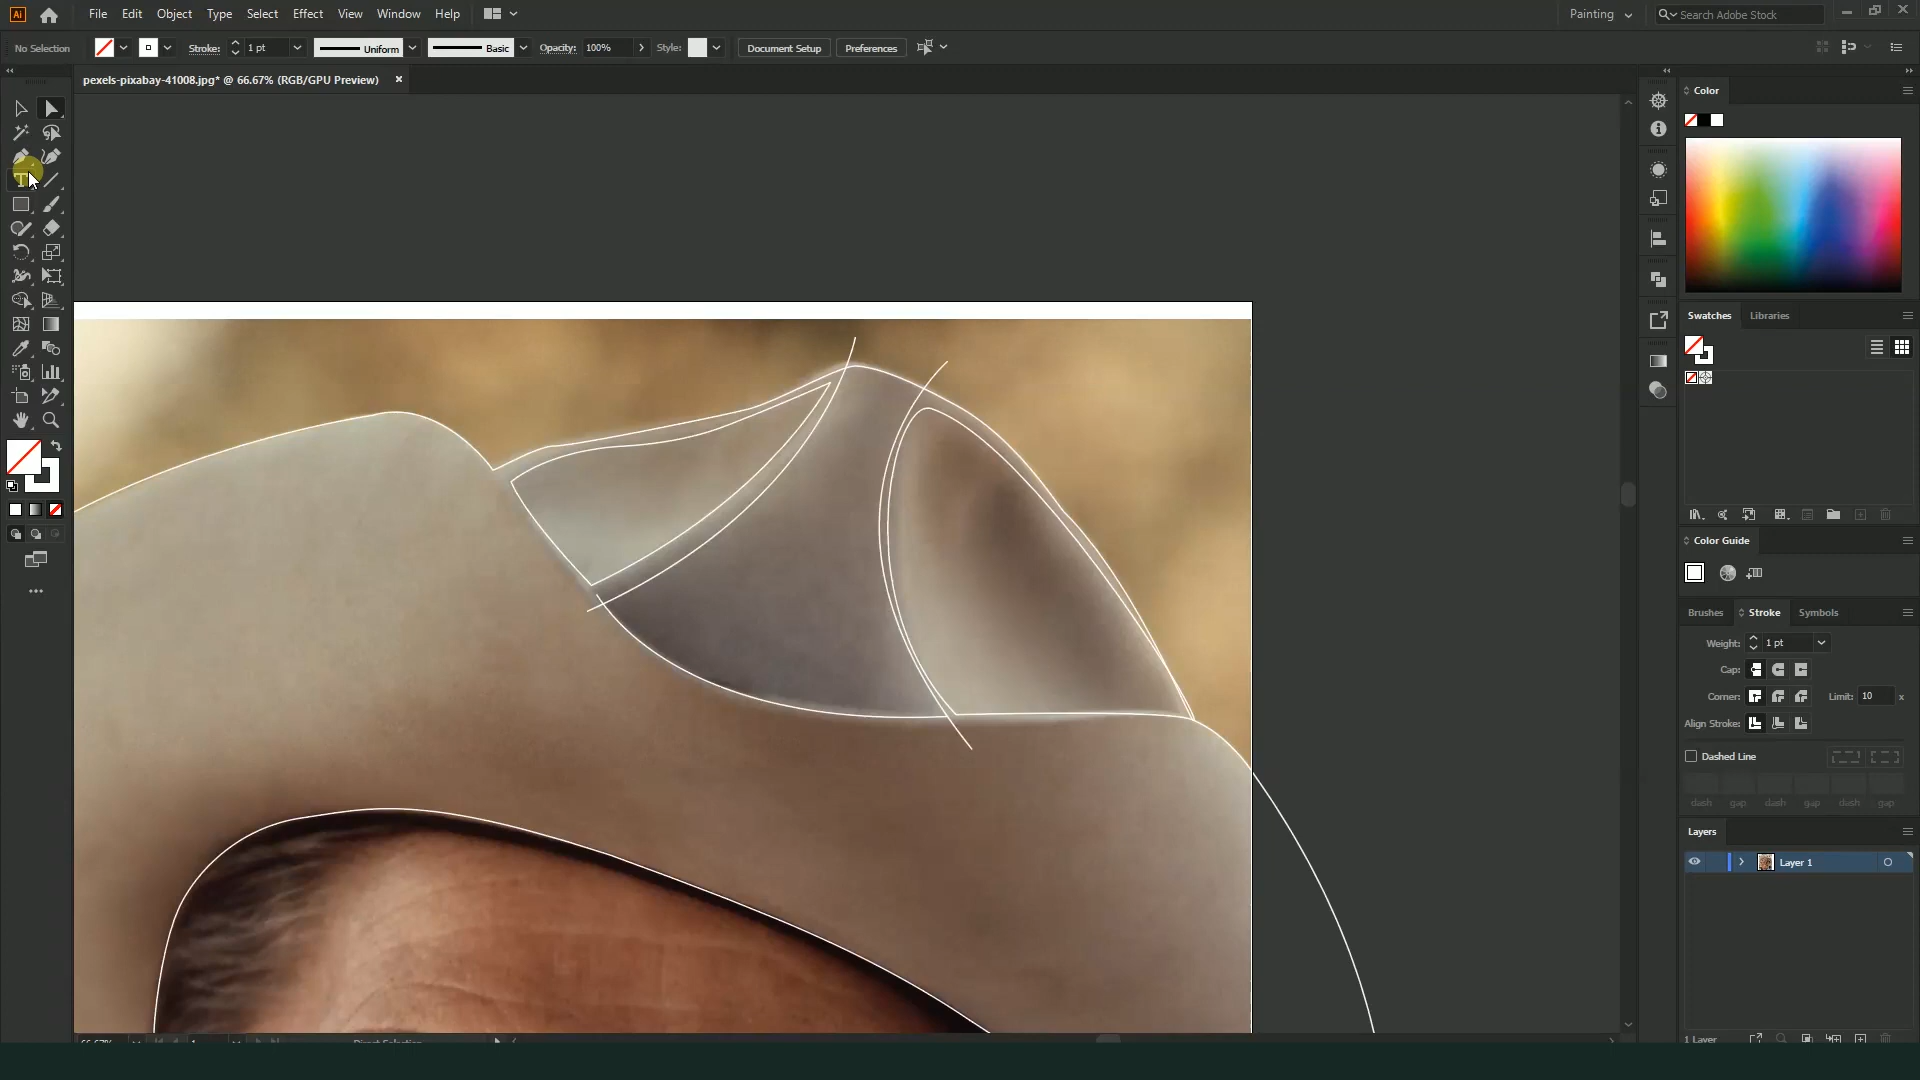 Ai File Edit Object Type Select Effect View Window Help Painting Search Adobe Stock
No Selection Stroke: 1 pt Uniform Basic Opacity: 100% Style: Document Setup Preferences
pexels-pixabay-41008.jpg* @ 66.67% (RGB/GPU Preview) ×
Color
Swatches Libraries
Color Guide
Brushes Stroke Symbols
Weight: 1 pt
Cap:
Corner: Limit: 10 x
Align Stroke:
Dashed Line
dash gap dash gap dash gap
Layers
Layer 1
1 Layer
66.67% 1 Direct Selection